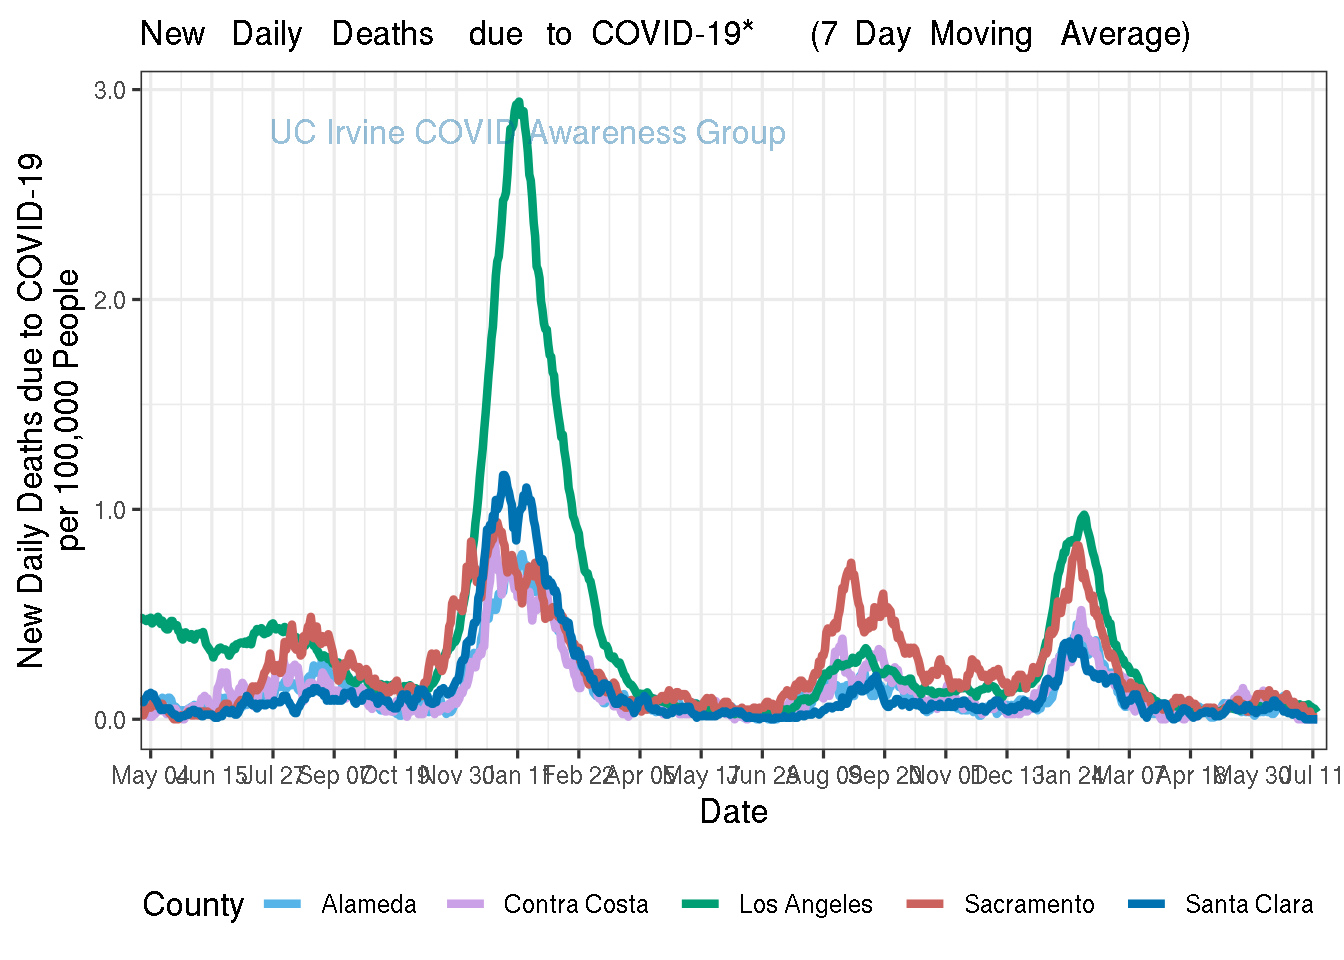 New Daily Deaths due to COVID-19* (7 Day Moving Average)
UC Irvine COVID Awareness Group
New Daily Deaths due to COVID-19
per 100,000 People
3.0
2.0
1.0
0.0
May 04 Jun 15 Jul 27 Sep 07 Oct 19 Nov 30 Jan 11 Feb 22 Apr 05 May 17 Jun 28 Aug 09 Sep 20 Nov 01 Dec 13 Jan 24 Mar 07 Apr 18 May 30 Jul 11
Date
County Alameda Contra Costa Los Angeles Sacramento Santa Clara